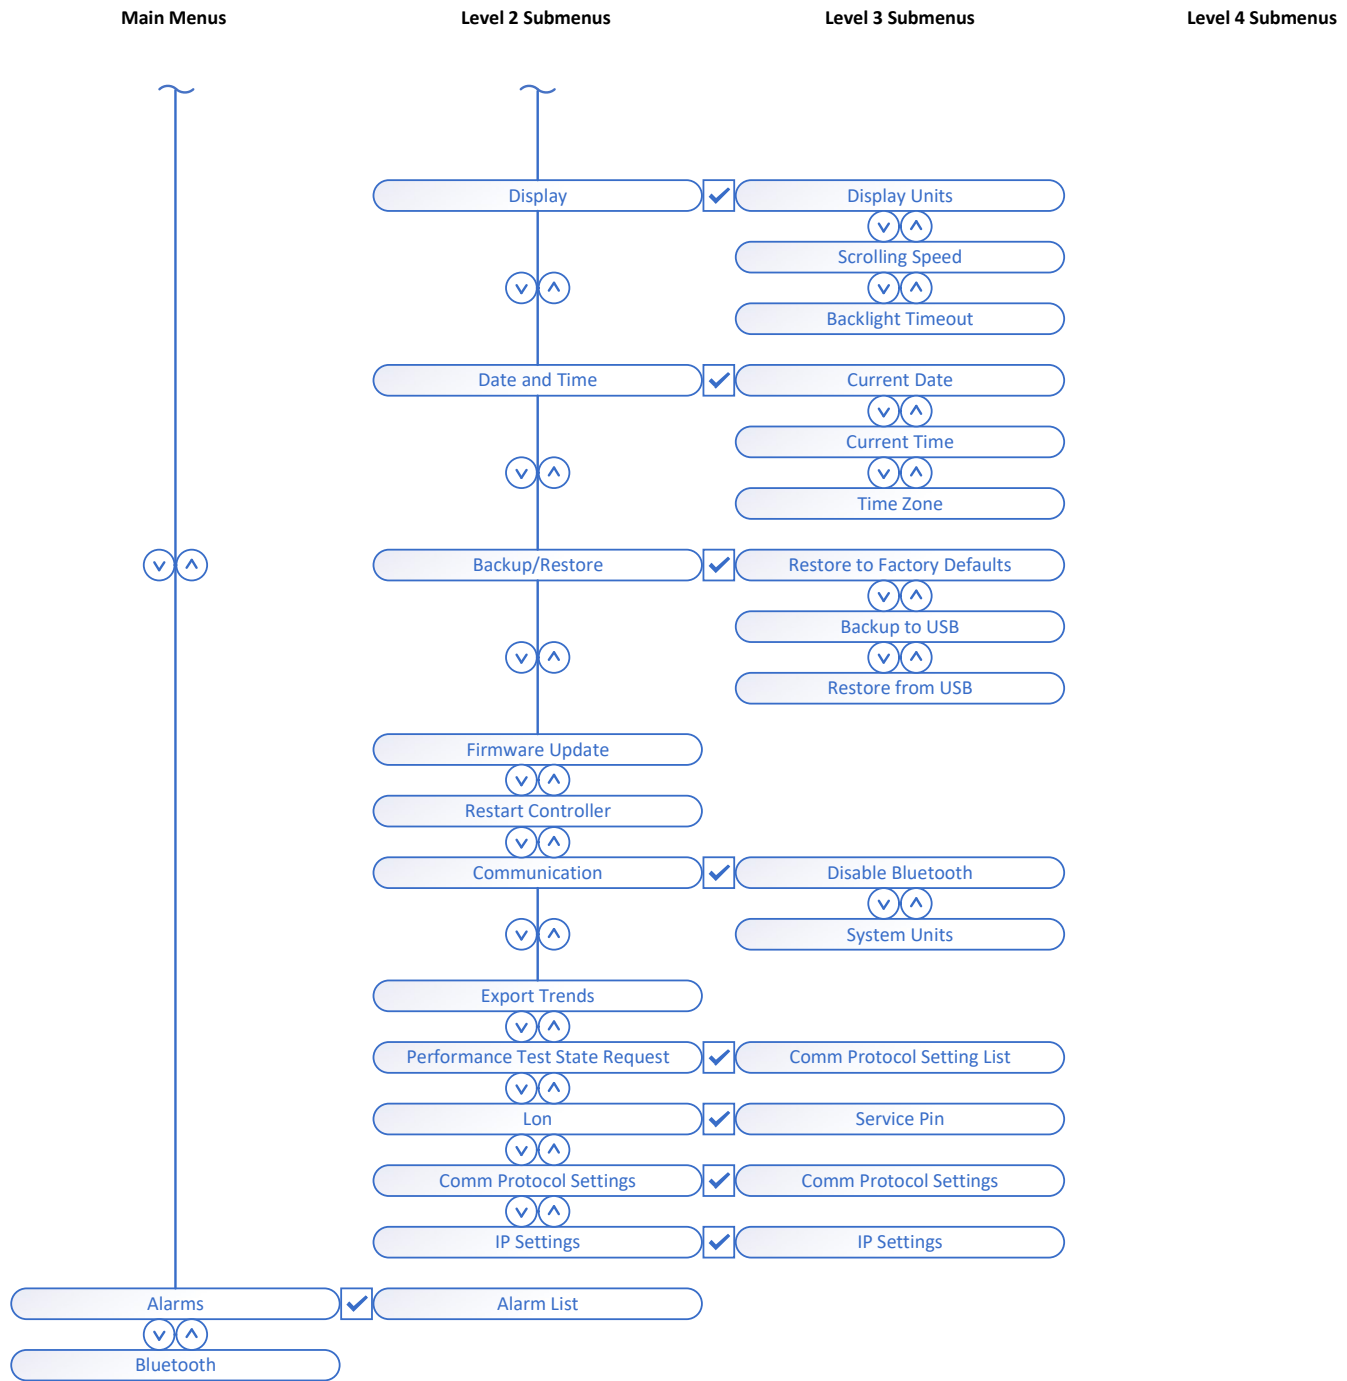 Main Menus
Level 2 Submenus
Level 3 Submenus
Level 4 Submenus
Display
Display Units
Scrolling Speed
Backlight Timeout
Date and Time
Current Date
Current Time
Time Zone
Backup/Restore
Restore to Factory Defaults
Backup to USB
Restore from USB
Firmware Update
Restart Controller
Communication
Disable Bluetooth
System Units
Export Trends
Performance Test State Request
Comm Protocol Setting List
Lon
Service Pin
Comm Protocol Settings
Comm Protocol Settings
IP Settings
IP Settings
Alarms
Alarm List
Bluetooth